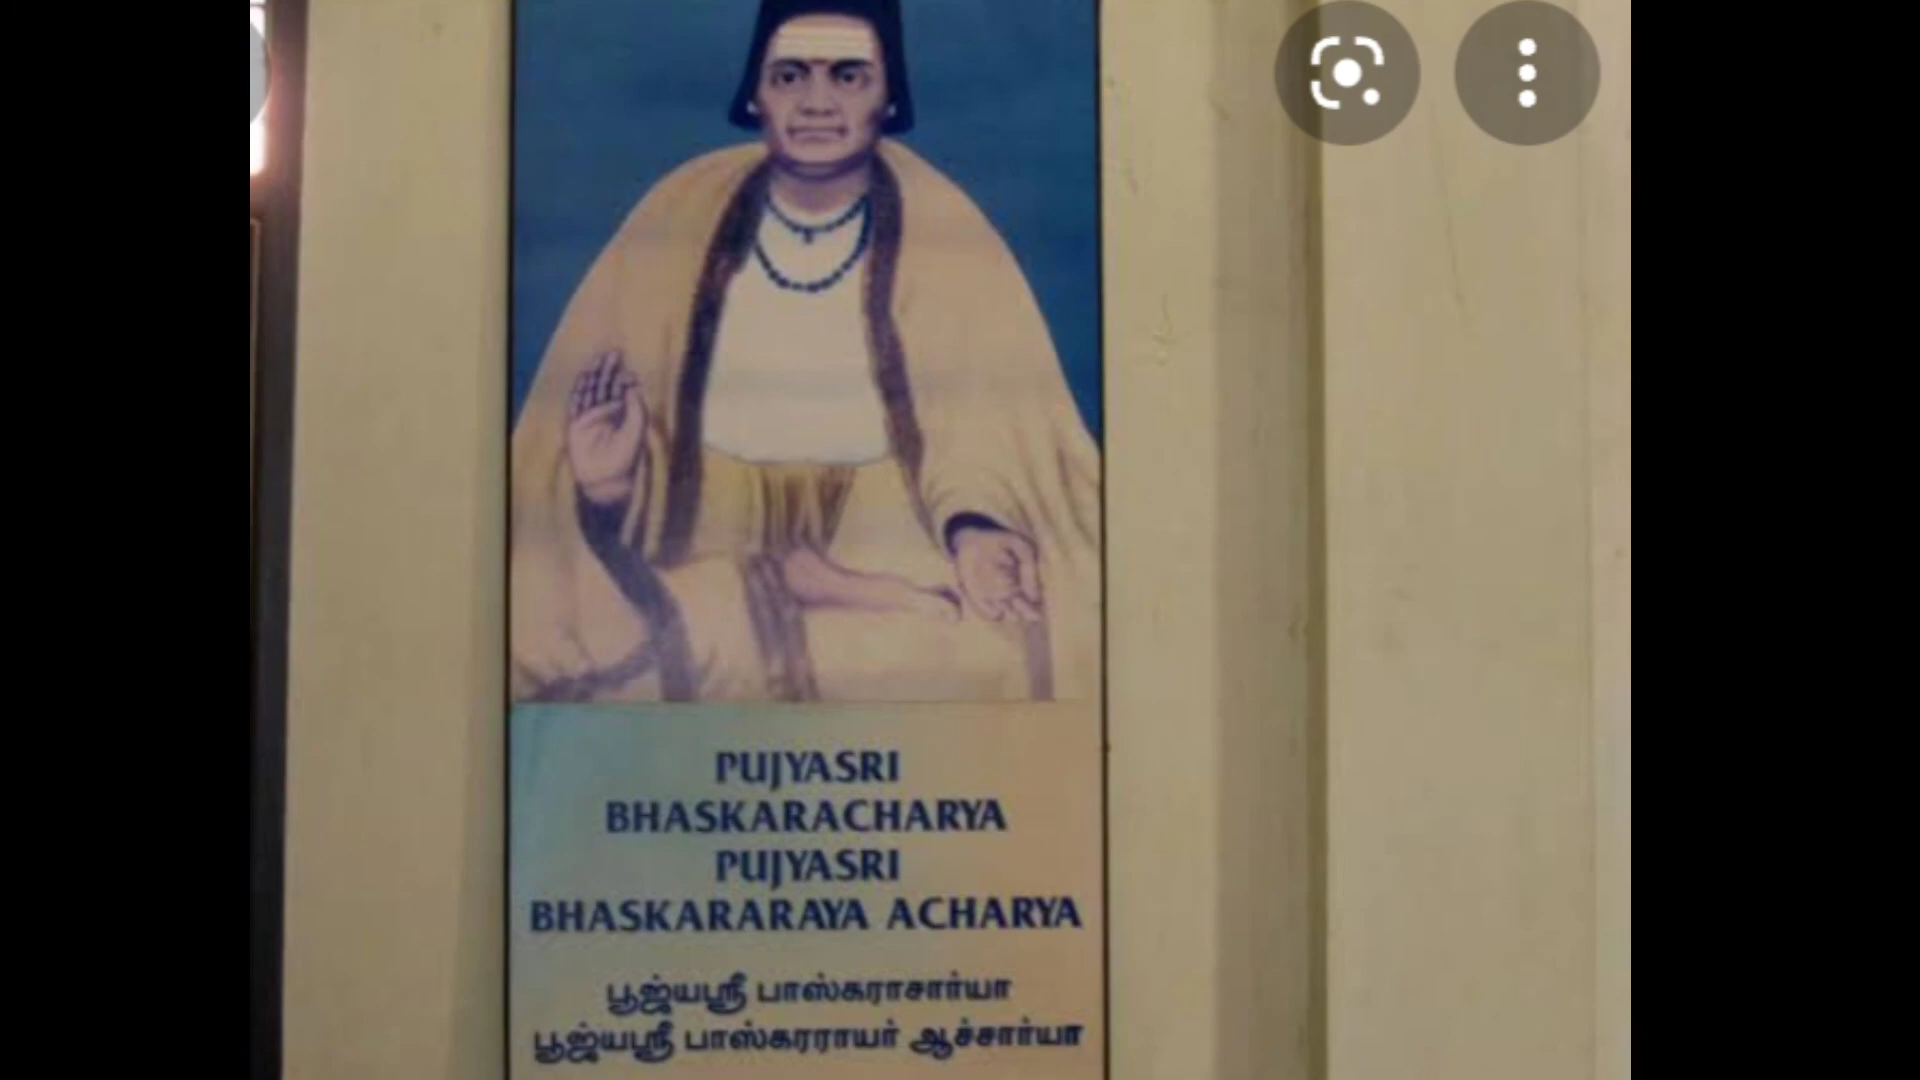 PUJYASRI
BHASKARACHARYA
PUJYASRI
BHASKARARAYA ACHARYA
பூஜ்யஸ்ரீ பாஸ்கராசார்யா
பூஜ்யஸ்ரீ பாஸ்கரராயர் ஆச்சார்யா